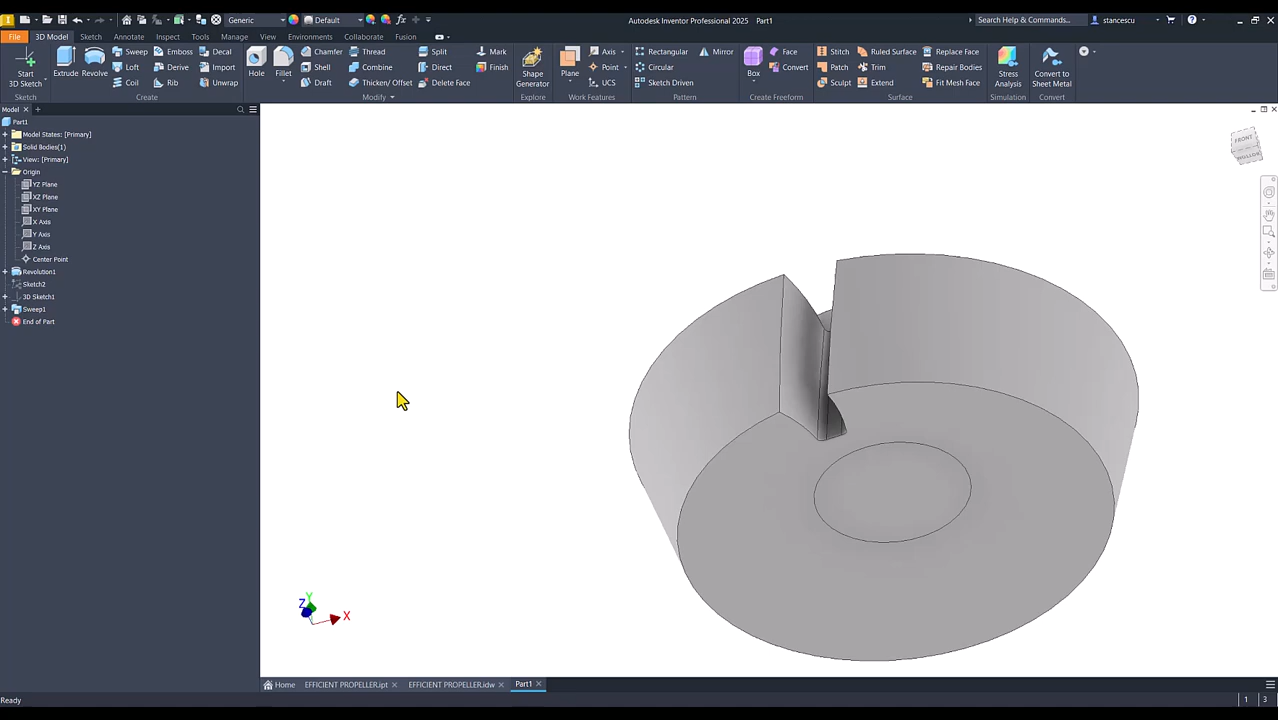 Generic Default Autodesk Inventor Professional 2025 Part1 Search Help & Commands... stancescu
File 3D Model Sketch Annotate Inspect Tools Manage View Environments Collaborate Fusion
Start 3D Sketch Extrude Revolve Sweep Emboss Decal Hole Fillet Chamfer Thread Split Mark Shape Generator Plane Axis Rectangular Mirror Box Face Stitch Ruled Surface Replace Face Stress Analysis Convert to Sheet Metal
Loft Derive Import Shell Combine Direct Finish Point Circular Convert Patch Trim Repair Bodies
Coil Rib Unwrap Draft Thicken/ Offset Delete Face UCS Sketch Driven Sculpt Extend Fit Mesh Face
Sketch Create Modify Explore Work Features Pattern Create Freeform Surface Simulation Convert
Model
Part1
Model States: [Primary]
Solid Bodies(1)
View: [Primary]
Origin
YZ Plane
XZ Plane
XY Plane
X Axis
Y Axis
Z Axis
Center Point
Revolution1
Sketch2
3D Sketch1
Sweep1
End of Part
FRONT
BOTTOM
Y
Z
X
Home EFFICIENT PROPELLER.ipt EFFICIENT PROPELLER.idw Part1
Ready 1 3